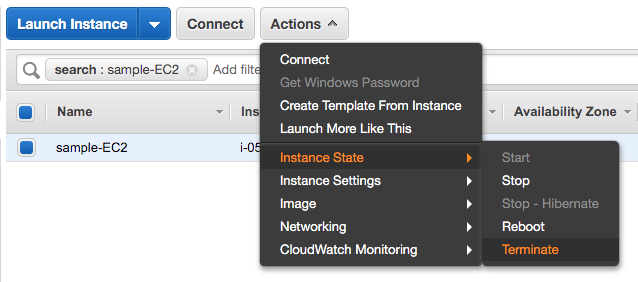 Launch Instance
Connect
Actions
search : sample-EC2
Add filte
Name
Ins
Availability Zone
sample-EC2
i-05
Connect
Get Windows Password
Create Template From Instance
Launch More Like This
Instance State
Instance Settings
Image
Networking
CloudWatch Monitoring
Start
Stop
Stop - Hibernate
Reboot
Terminate